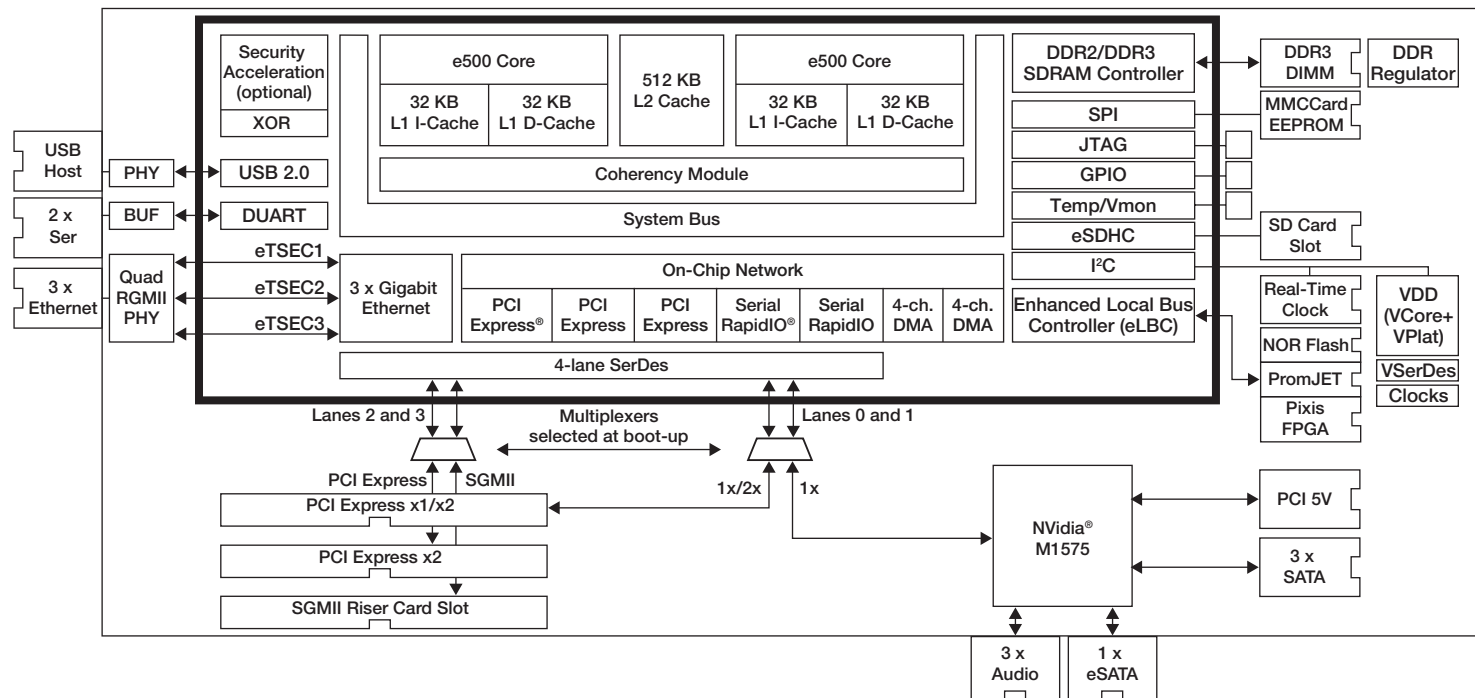 Security
Acceleration
(optional)
XOR
e500 Core
32 KB
L1 I-Cache
32 KB
L1 D-Cache
512 KB
L2 Cache
e500 Core
32 KB
L1 I-Cache
32 KB
L1 D-Cache
Coherency Module
System Bus
DDR2/DDR3
SDRAM Controller
SPI
JTAG
GPIO
Temp/Vmon
eSDHC
I²C
Enhanced Local Bus
Controller (eLBC)
DDR3
DIMM
DDR
Regulator
MMCCard
EEPROM
SD Card
Slot
Real-Time
Clock
VDD
(VCore+
VPlat)
NOR Flash
PromJET
Pixis
FPGA
VSerDes
Clocks
USB
Host
PHY
USB 2.0
2 x
Ser
BUF
DUART
3 x
Ethernet
Quad
RGMII
PHY
eTSEC1
eTSEC2
eTSEC3
3 x Gigabit
Ethernet
On-Chip Network
PCI
Express®
PCI
Express
PCI
Express
Serial
RapidIO®
Serial
RapidIO
4-ch.
DMA
4-ch.
DMA
4-lane SerDes
Lanes 2 and 3
Multiplexers
selected at boot-up
Lanes 0 and 1
PCI Express
SGMII
1x/2x
1x
PCI Express x1/x2
PCI Express x2
SGMII Riser Card Slot
NVidia®
M1575
PCI 5V
3 x
SATA
3 x
Audio
1 x
eSATA